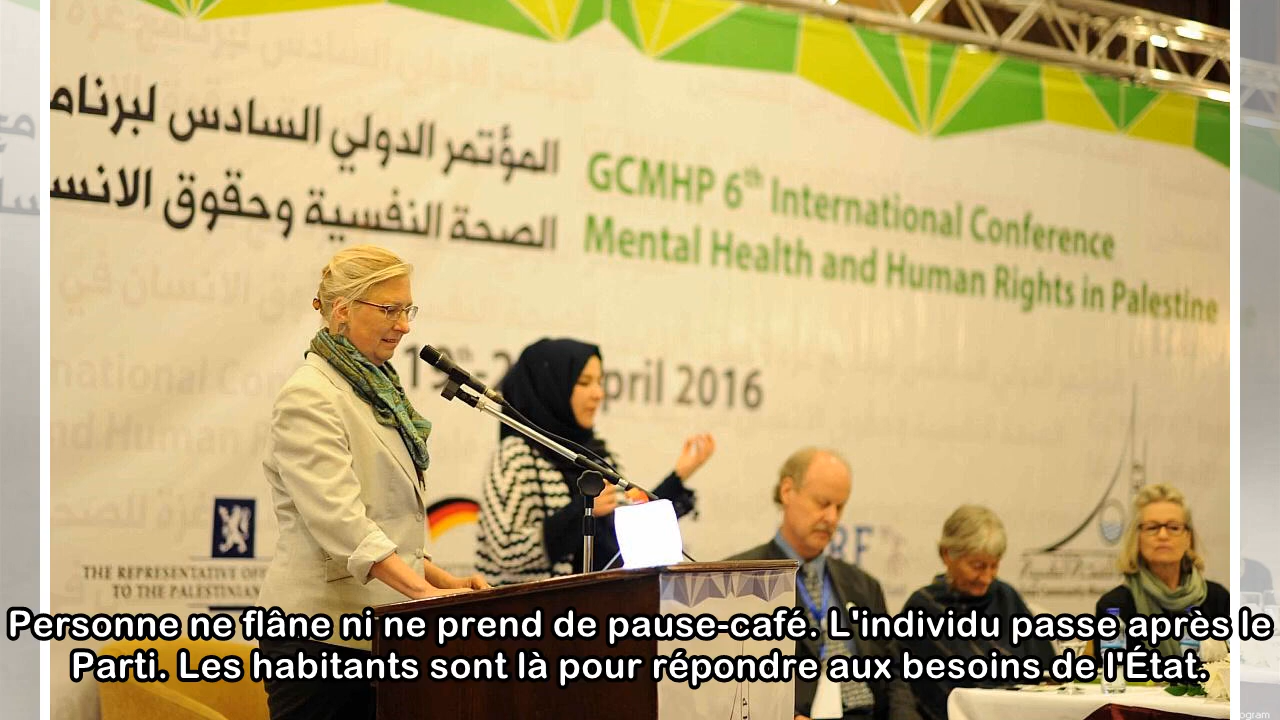 المؤتمر الدولي السادس لبرنامج
الصحة النفسية وحقوق الانس
GCMHP 6th International Conference
Mental Health and Human Rights in Palestine
April 2016
THE REPRESENTATIVE OF
TO THE PALESTINIAN
Personne ne flâne ni ne prend de pause-café. L'individu passe après le
Parti. Les habitants sont là pour répondre aux besoins de l'État.